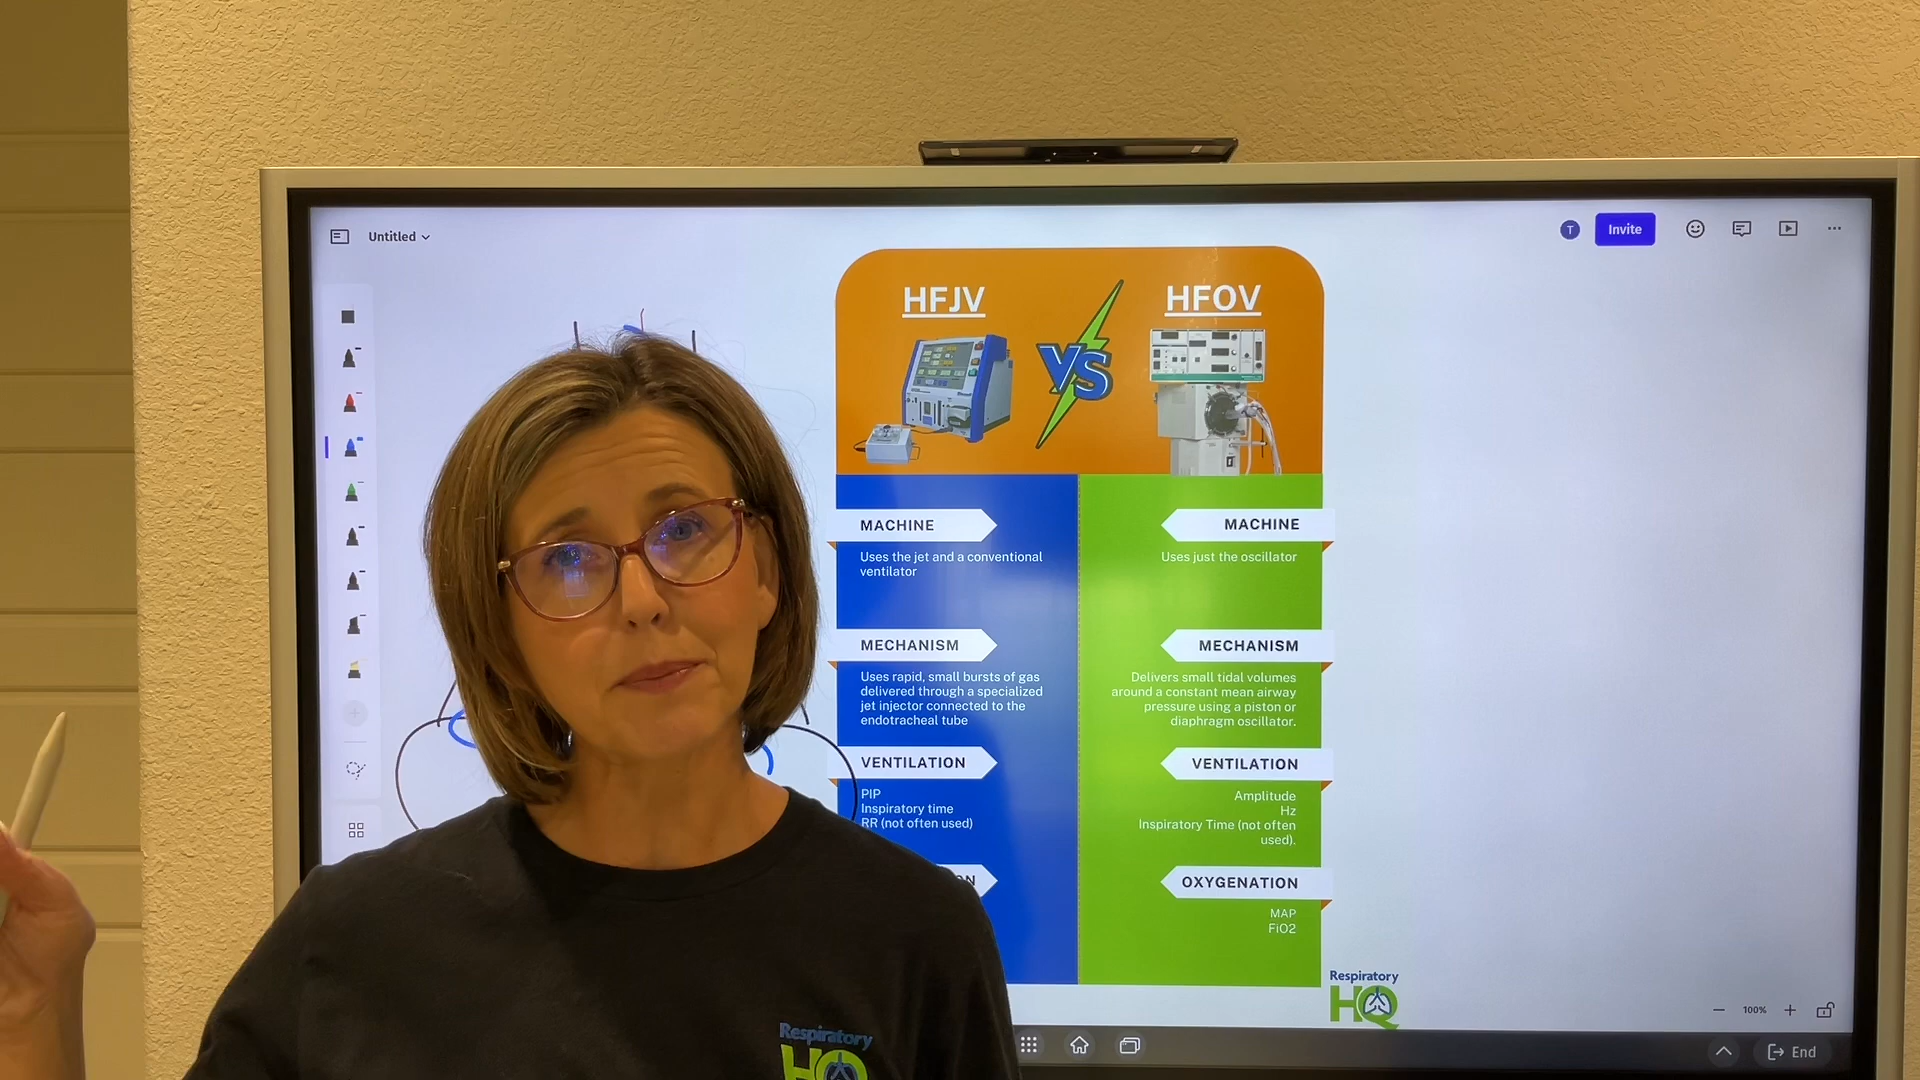 Untitled
T
Invite
HFJV
VS
HFOV
MACHINE
Uses the jet and a conventional
ventilator
MECHANISM
Uses rapid, small bursts of gas
delivered through a specialized
jet injector connected to the
endotracheal tube
VENTILATION
PIP
Inspiratory time
RR (not often used)
MACHINE
Uses just the oscillator
MECHANISM
Delivers small tidal volumes
around a constant mean airway
pressure using a piston or
diaphragm oscillator.
VENTILATION
Amplitude
Hz
Inspiratory Time (not often
used).
OXYGENATION
MAP
FiO2
Respiratory
HQ
100%
End
Respiratory
HQ